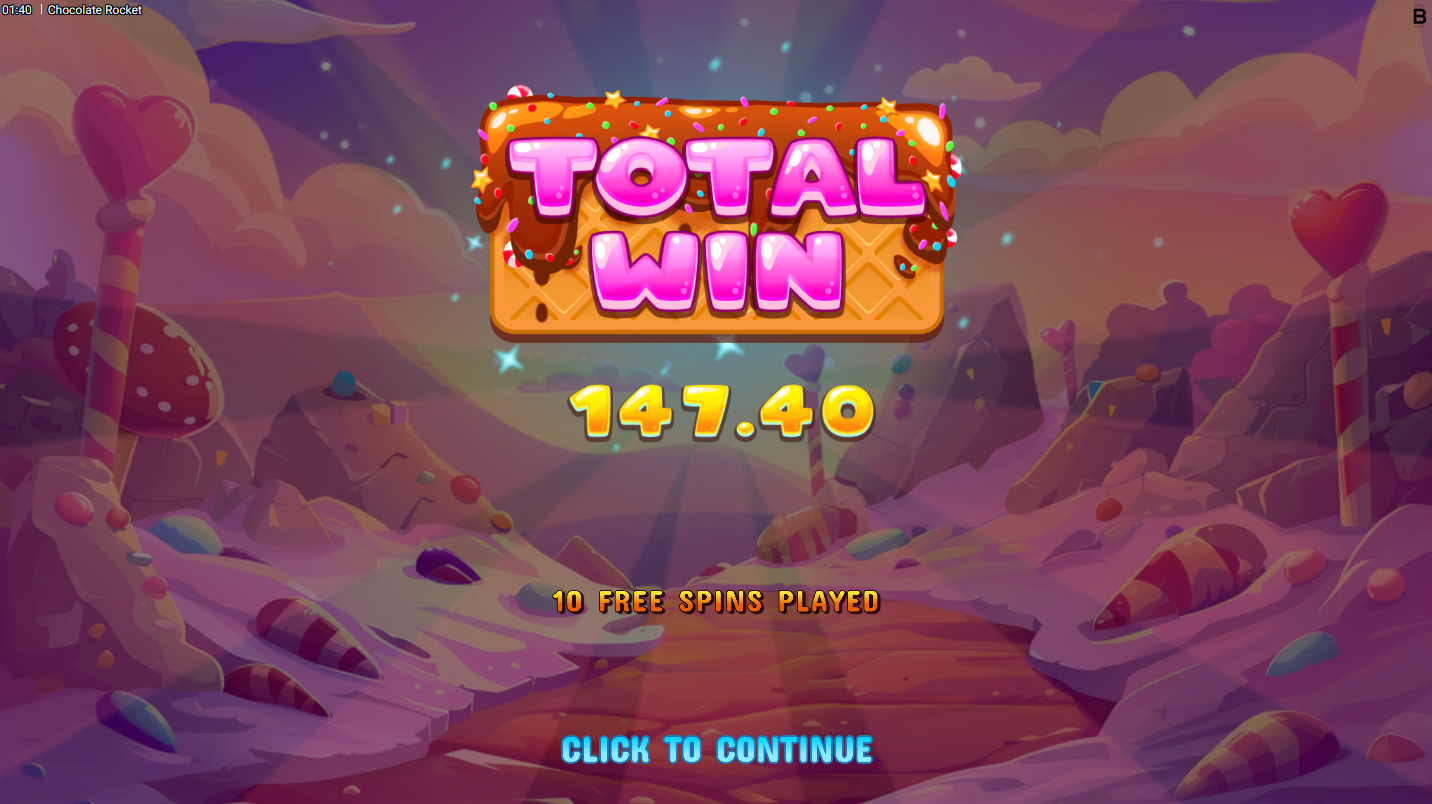 01:40 | Chocolate Rocket
B
TOTAL
WIN
147.40
10 FREE SPINS PLAYED
CLICK TO CONTINUE